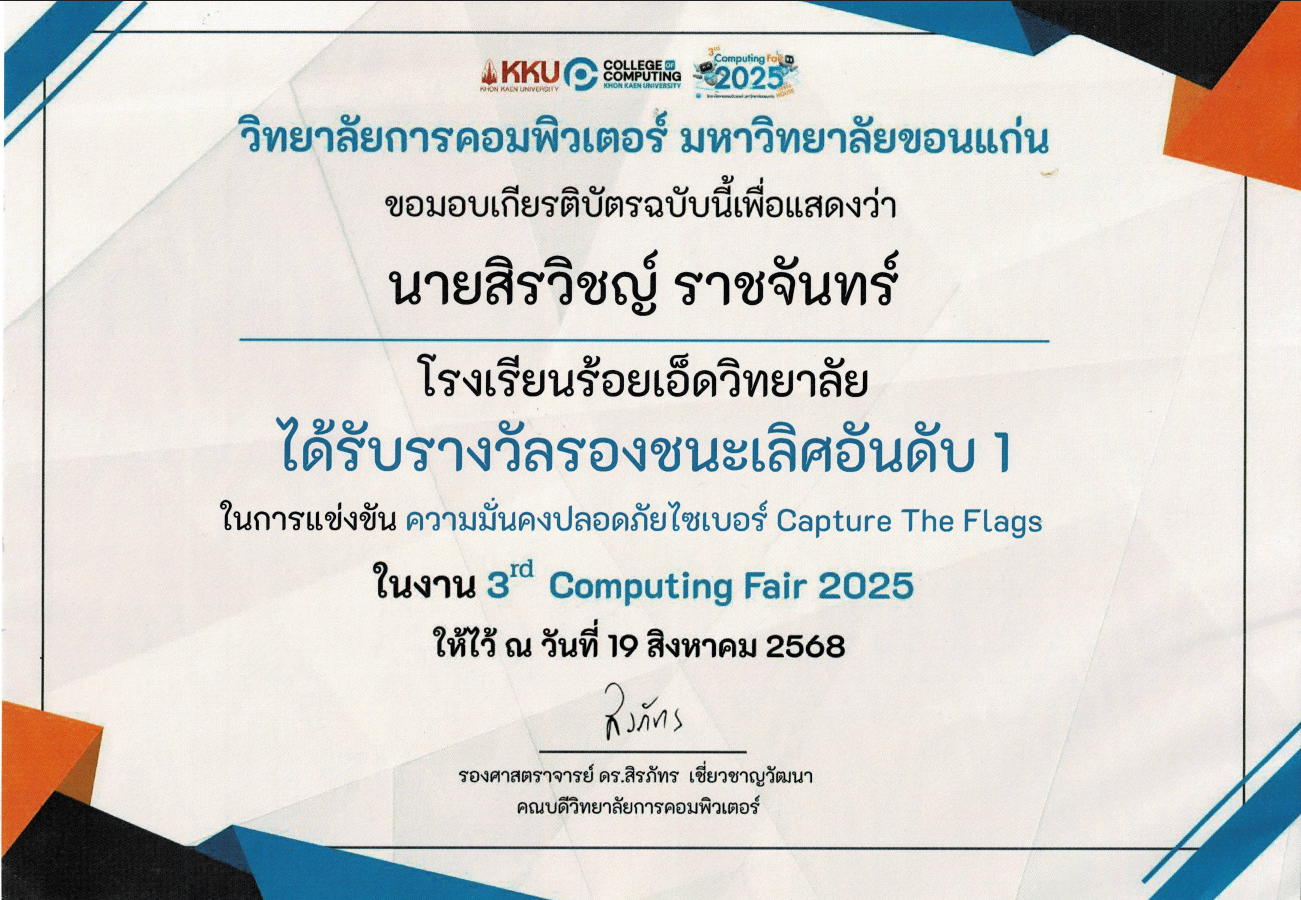 KKU
KHON KAEN UNIVERSITY
COLLEGE OF
COMPUTING
KHON KAEN UNIVERSITY
3rd
Computing Fair
2025
วิทยาลัยการคอมพิวเตอร์ มหาวิทยาลัยขอนแก่น
ขอมอบเกียรติบัตรฉบับนี้เพื่อแสดงว่า
นายสิรวิชญ์ ราชจันทร์
โรงเรียนร้อยเอ็ดวิทยาลัย
ได้รับรางวัลรองชนะเลิศอันดับ 1
ในการแข่งขัน ความมั่นคงปลอดภัยไซเบอร์ Capture The Flags
ในงาน 3rd Computing Fair 2025
ให้ไว้ ณ วันที่ 19 สิงหาคม 2568
สิรภัทร
รองศาสตราจารย์ ดร.สิรภัทร เชี่ยวชาญวัฒนา
คณบดีวิทยาลัยการคอมพิวเตอร์